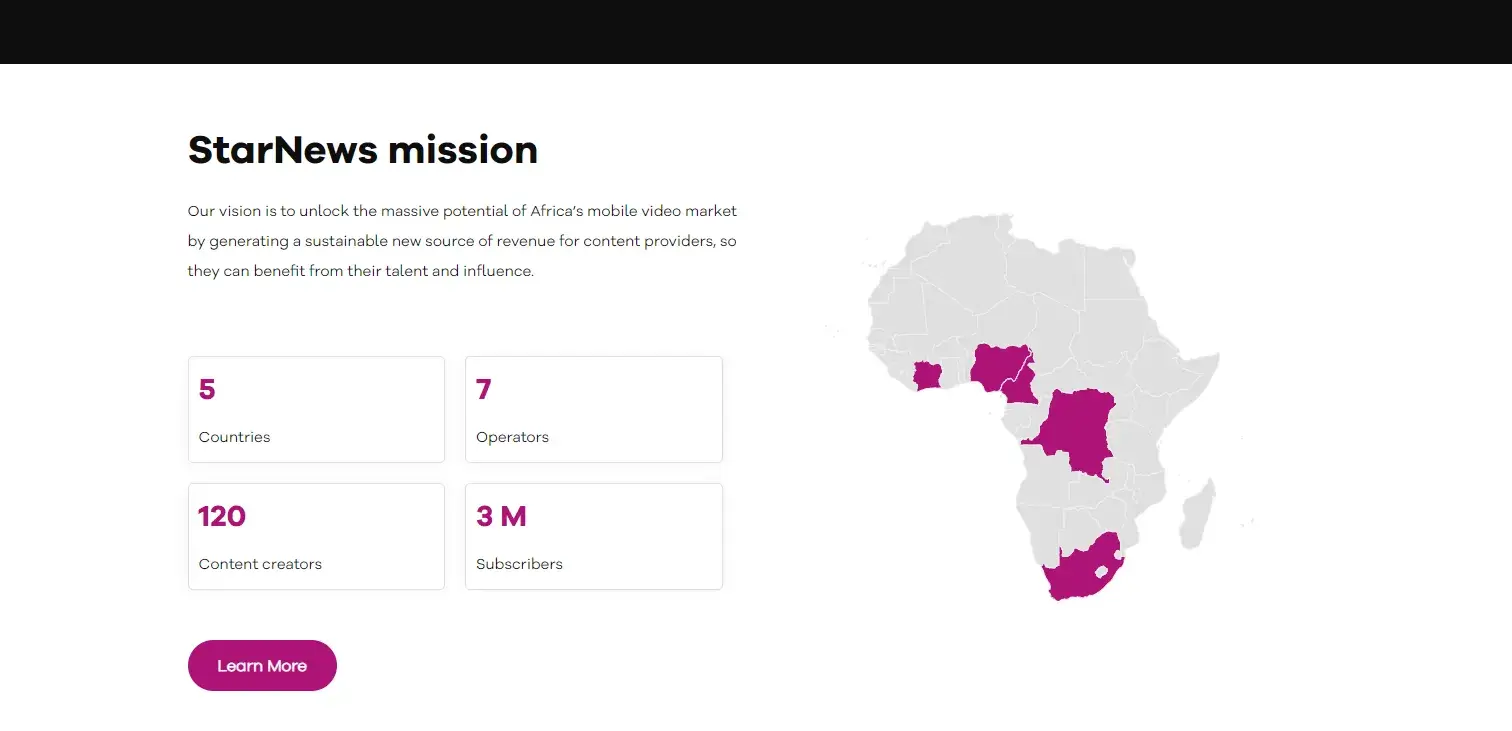 StarNews mission
Our vision is to unlock the massive potential of Africa's mobile video market
by generating a sustainable new source of revenue for content providers, so
they can benefit from their talent and influence.
5
Countries
7
Operators
120
Content creators
3 M
Subscribers
Learn More